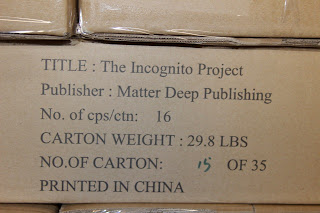 TITLE : The Incognito Project
Publisher : Matter Deep Publishing
No. of cps/ctn: 16
CARTON WEIGHT : 29.8 LBS
NO.OF CARTON: 15 OF 35
PRINTED IN CHINA